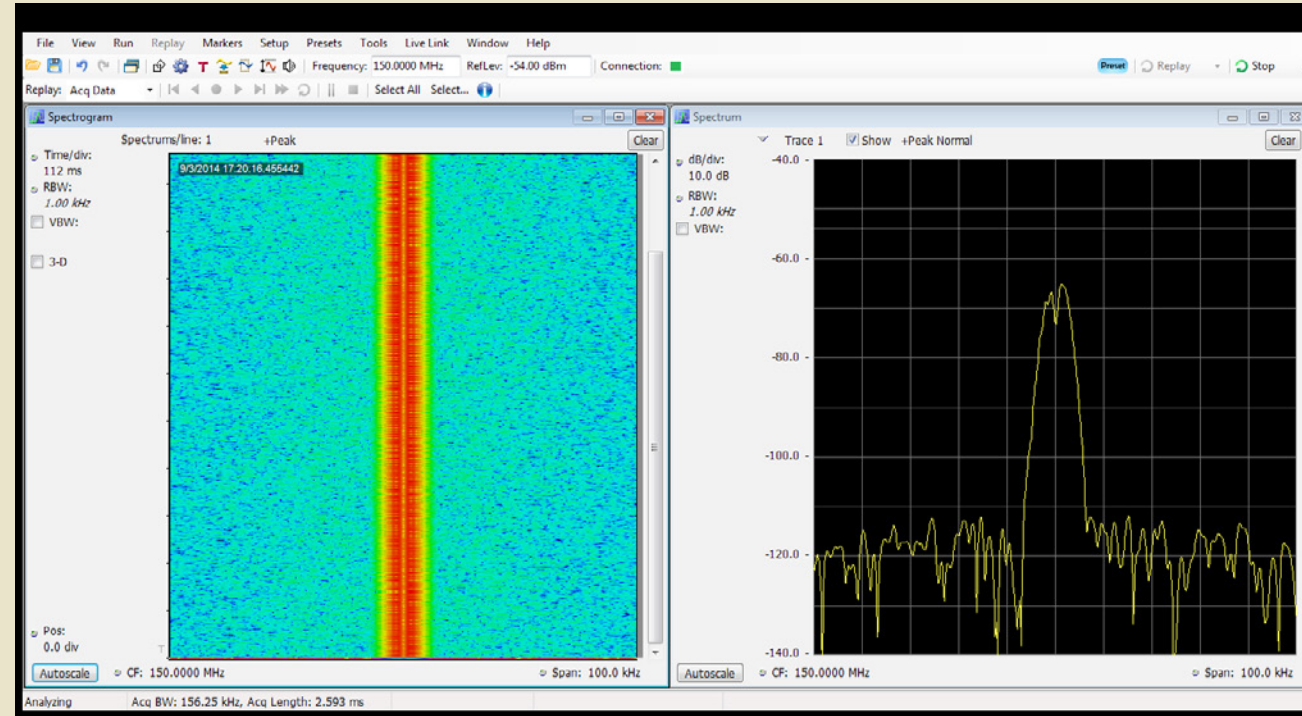 File View Run Replay Markers Setup Presets Tools Live Link Window Help
T Frequency: 150.0000 MHz RefLev: -54.00 dBm Connection: Preset Replay Stop
Replay: Acq Data Select All Select...
Spectrogram
Spectrums/line: 1 +Peak Clear
Time/div:
112 ms
RBW:
1.00 kHz
VBW:
3-D
9/3/2014 17:20:16.455442
Pos:
0.0 div
T
Autoscale CF: 150.0000 MHz Span: 100.0 kHz
Spectrum
Trace 1 Show +Peak Normal Clear
dB/div:
10.0 dB
RBW:
1.00 kHz
VBW:
-40.0
-60.0
-80.0
-100.0
-120.0
-140.0
Autoscale CF: 150.0000 MHz Span: 100.0 kHz
Analyzing Acq BW: 156.25 kHz, Acq Length: 2.593 ms